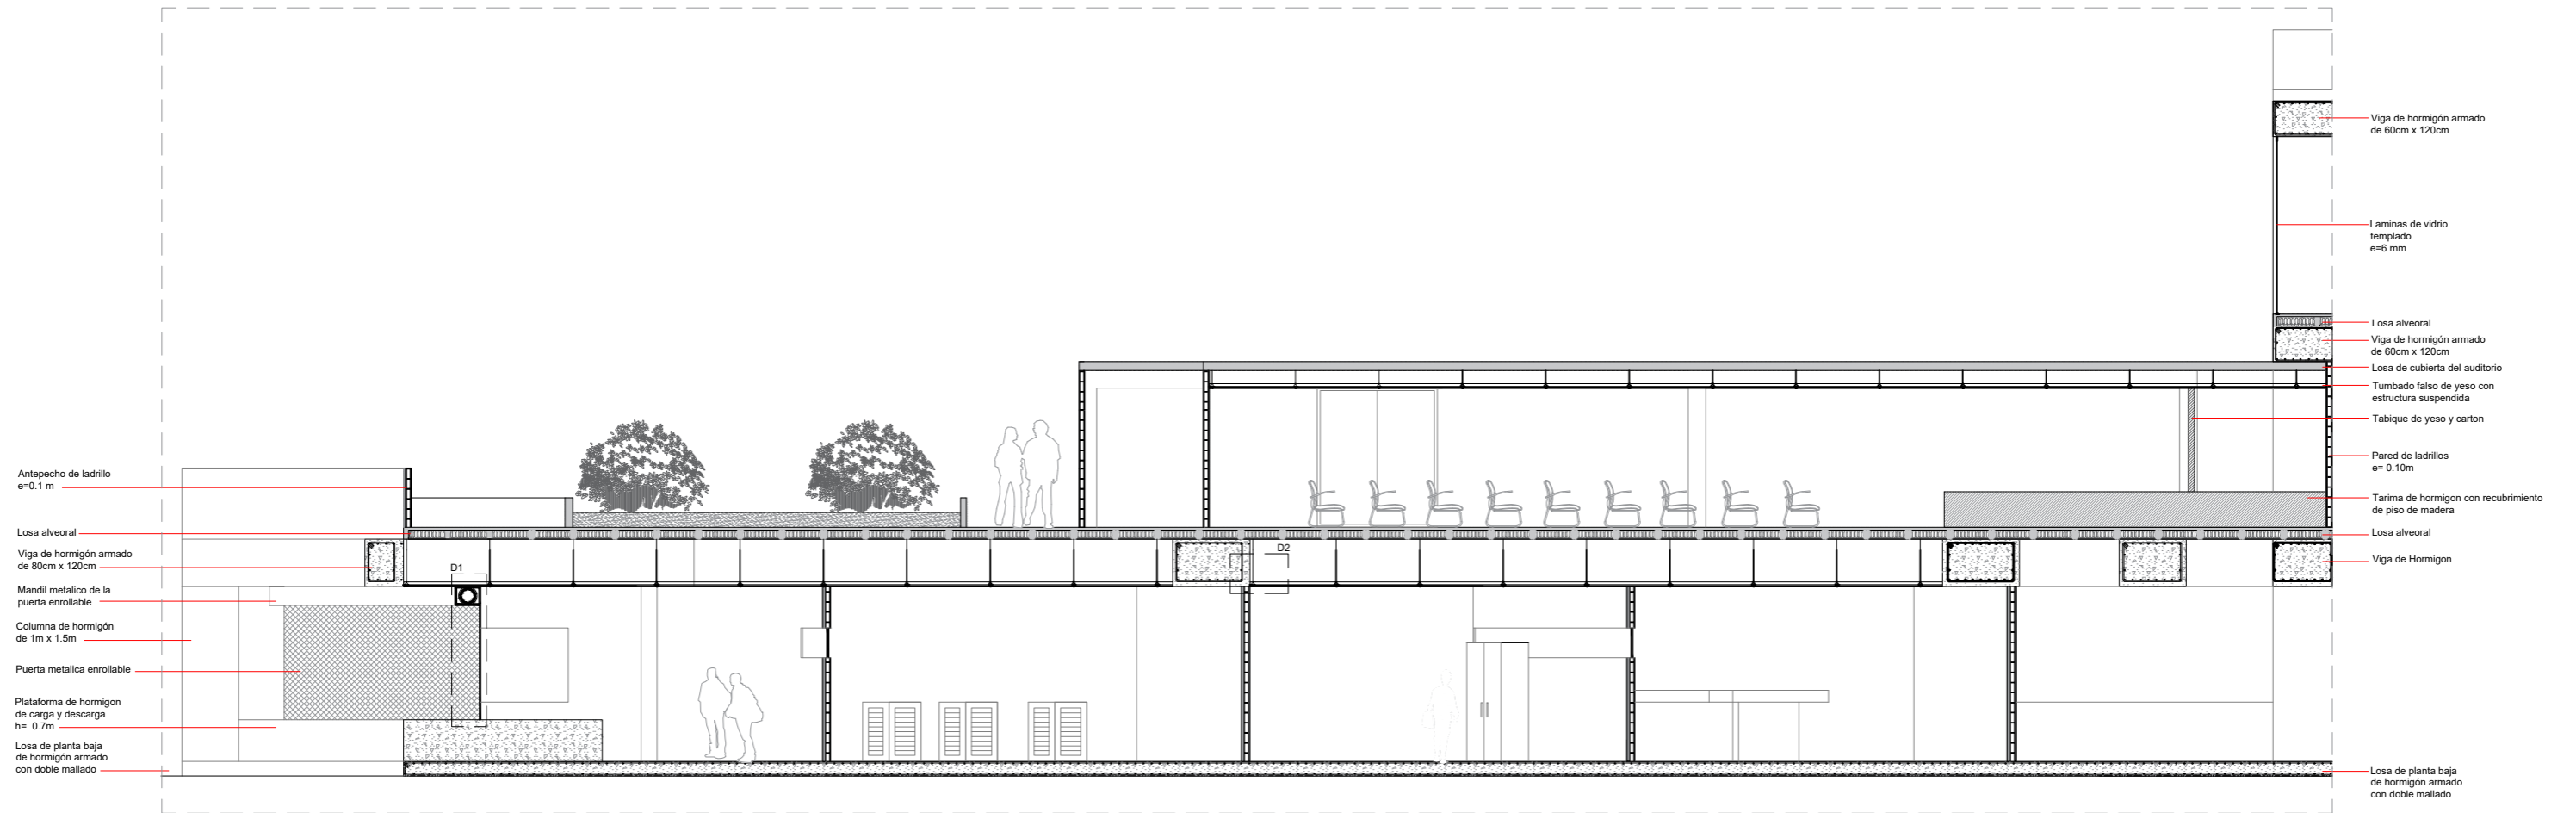 Antepecho de ladrillo
e=0.1 m
Losa alveoral
Viga de hormigón armado
de 80cm x 120cm
Mandil metalico de la
puerta enrollable
Columna de hormigón
de 1m x 1.5m
Puerta metalica enrollable
Plataforma de hormigon
de carga y descarga
h= 0.7m
Losa de planta baja
de hormigón armado
con doble mallado
D1
D2
Viga de hormigón armado
de 60cm x 120cm
Laminas de vidrio
templado
e=6 mm
Losa alveoral
Viga de hormigón armado
de 60cm x 120cm
Losa de cubierta del auditorio
Tumbado falso de yeso con
estructura suspendida
Tabique de yeso y carton
Pared de ladrillos
e= 0.10m
Tarima de hormigon con recubrimiento
de piso de madera
Losa alveoral
Viga de Hormigon
Losa de planta baja
de hormigón armado
con doble mallado